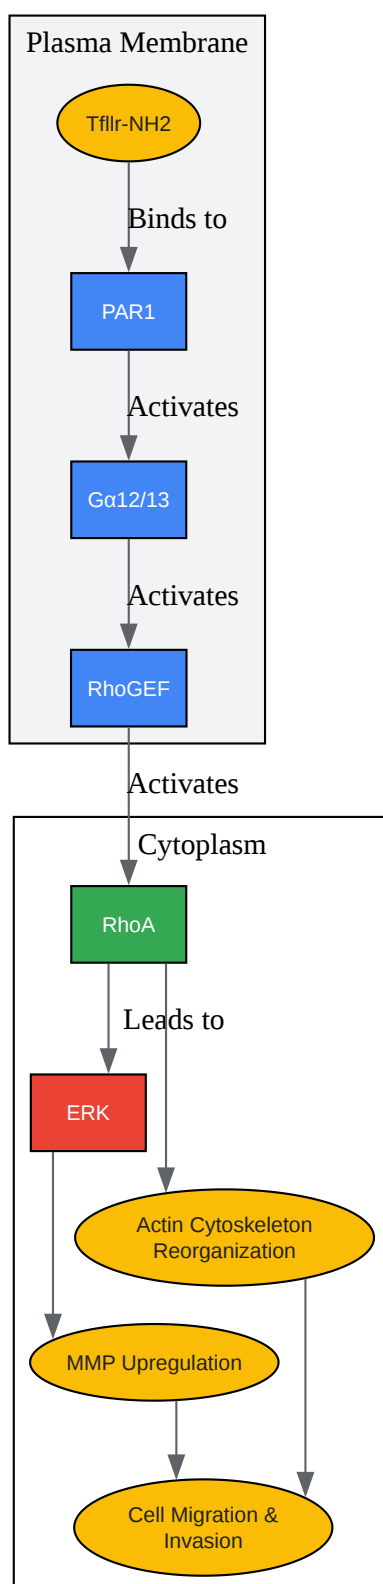 Plasma Membrane
Tfllr-NH2
Binds to
PAR1
Activates
Gα12/13
Activates
RhoGEF
Activates
Cytoplasm
RhoA
Leads to
ERK
Actin Cytoskeleton
Reorganization
MMP Upregulation
Cell Migration &
Invasion